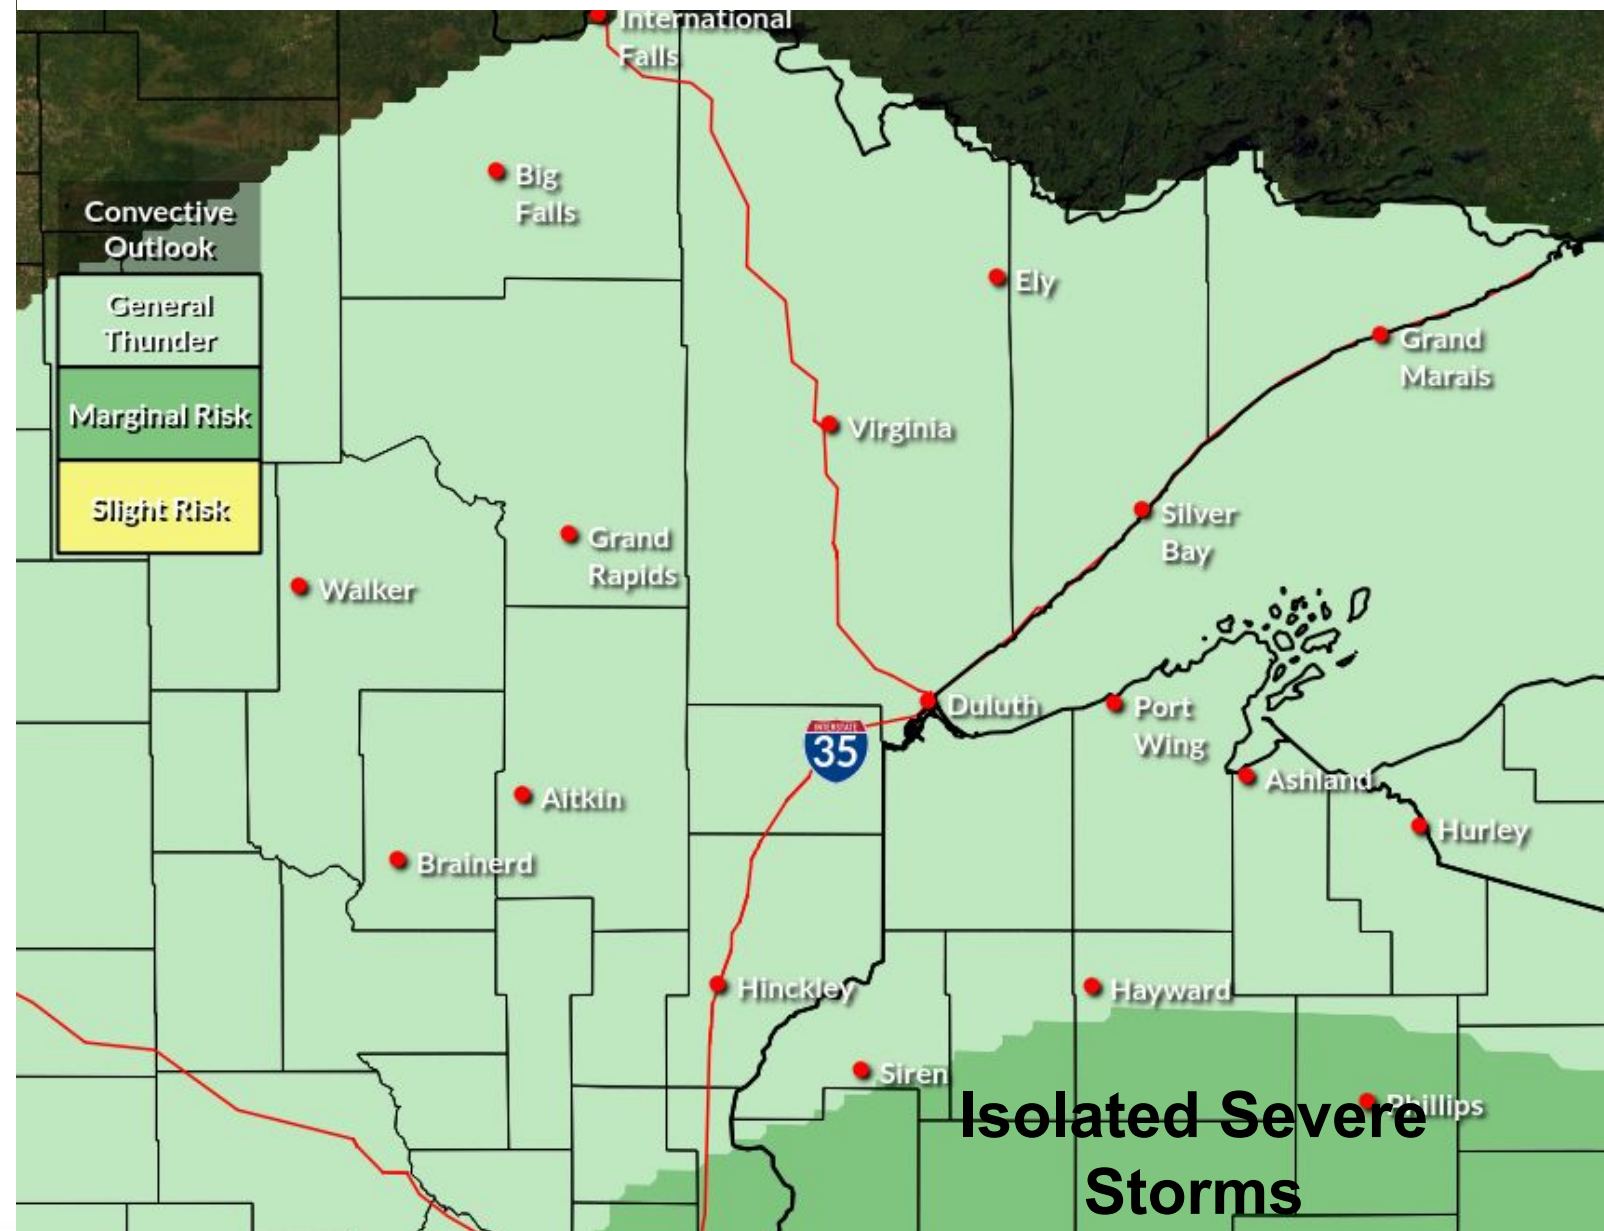 International
Falls
Big
Falls
Convective
Outlook
General
Thunder
Marginal Risk
Slight Risk
Ely
Grand
Marais
Virginia
Silver
Bay
Grand
Rapids
Walker
Duluth
Port
Wing
INTERSTATE
35
Ashland
Aitkin
Hurley
Brainerd
Hinckley
Hayward
Siren
Phillips
Isolated Severe
Storms